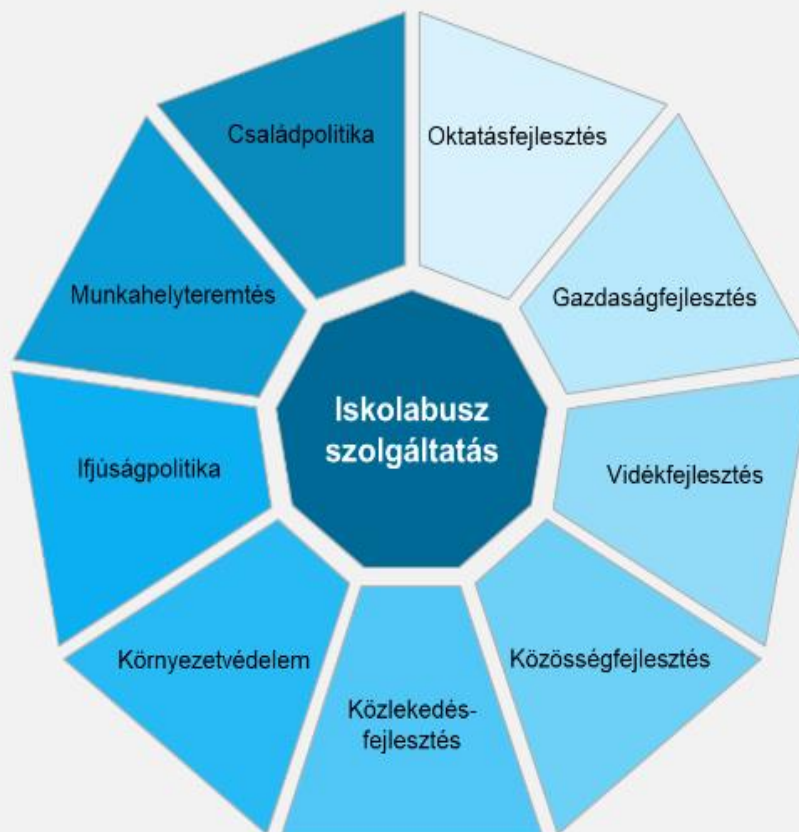 Iskolabusz
szolgáltatás
Oktatásfejlesztés
Gazdaságfejlesztés
Vidékfejlesztés
Közösségfejlesztés
Közlekedés-
fejlesztés
Környezetvédelem
Ifjúságpolitika
Munkahelyteremtés
Családpolitika